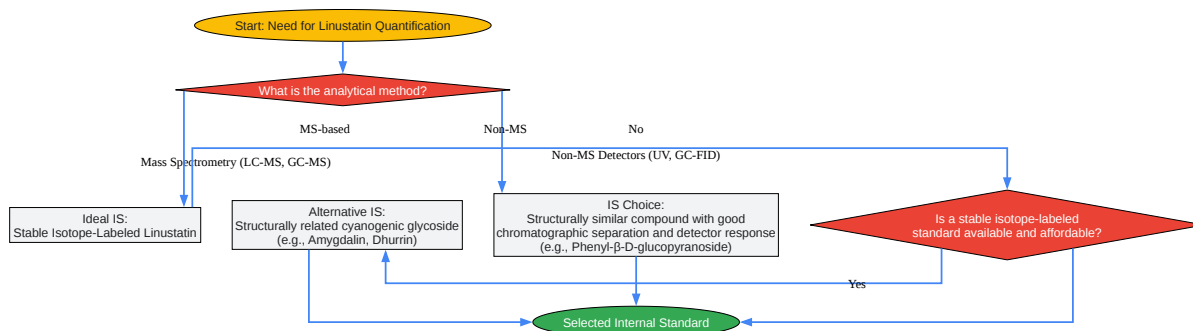 Start: Need for Linustatin Quantification
What is the analytical method?
MS-based
Non-MS
No
Mass Spectrometry (LC-MS, GC-MS)
Non-MS Detectors (UV, GC-FID)
Ideal IS:
Stable Isotope-Labeled Linustatin
Alternative IS:
Structurally related cyanogenic glycoside
(e.g., Amygdalin, Dhurrin)
IS Choice:
Structurally similar compound with good
chromatographic separation and detector response
(e.g., Phenyl-β-D-glucopyranoside)
Is a stable isotope-labeled
standard available and affordable?
Yes
Selected Internal Standard